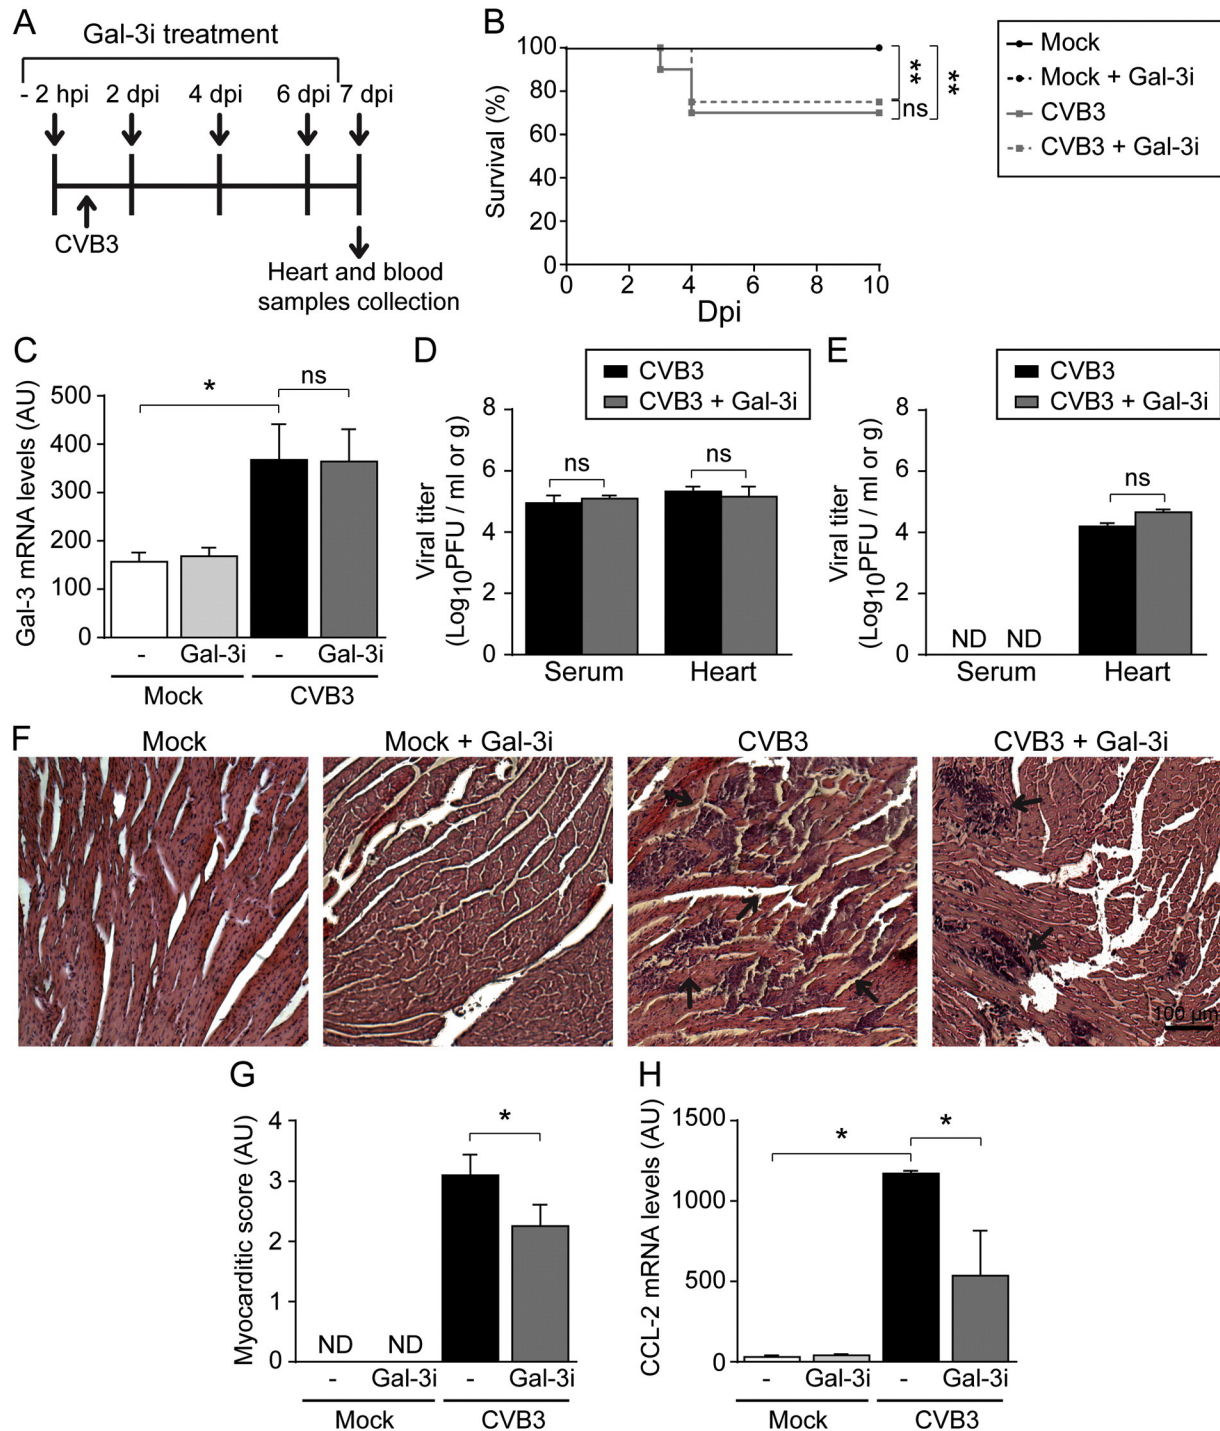 A
Gal-3i treatment
- 2 hpi 2 dpi 4 dpi 6 dpi 7 dpi
CVB3
Heart and blood
samples collection
B
Survival (%)
100
80
60
40
20
0
0 2 4 6 8 10
Dpi
**
ns
**
Mock
Mock + Gal-3i
CVB3
CVB3 + Gal-3i
C
Gal-3 mRNA levels (AU)
500
400
300
200
100
0
*
ns
- Gal-3i - Gal-3i
Mock CVB3
D
CVB3
CVB3 + Gal-3i
Viral titer
(Log10PFU / ml or g)
8
6
4
2
0
ns
ns
Serum Heart
E
CVB3
CVB3 + Gal-3i
Viral titer
(Log10PFU / ml or g)
8
6
4
2
0
ns
ND ND
Serum Heart
F
Mock Mock + Gal-3i CVB3 CVB3 + Gal-3i
100 µm
G
Myocarditic score (AU)
4
3
2
1
0
*
ND ND
- Gal-3i - Gal-3i
Mock CVB3
H
CCL-2 mRNA levels (AU)
1500
1000
500
0
*
*
- Gal-3i - Gal-3i
Mock CVB3